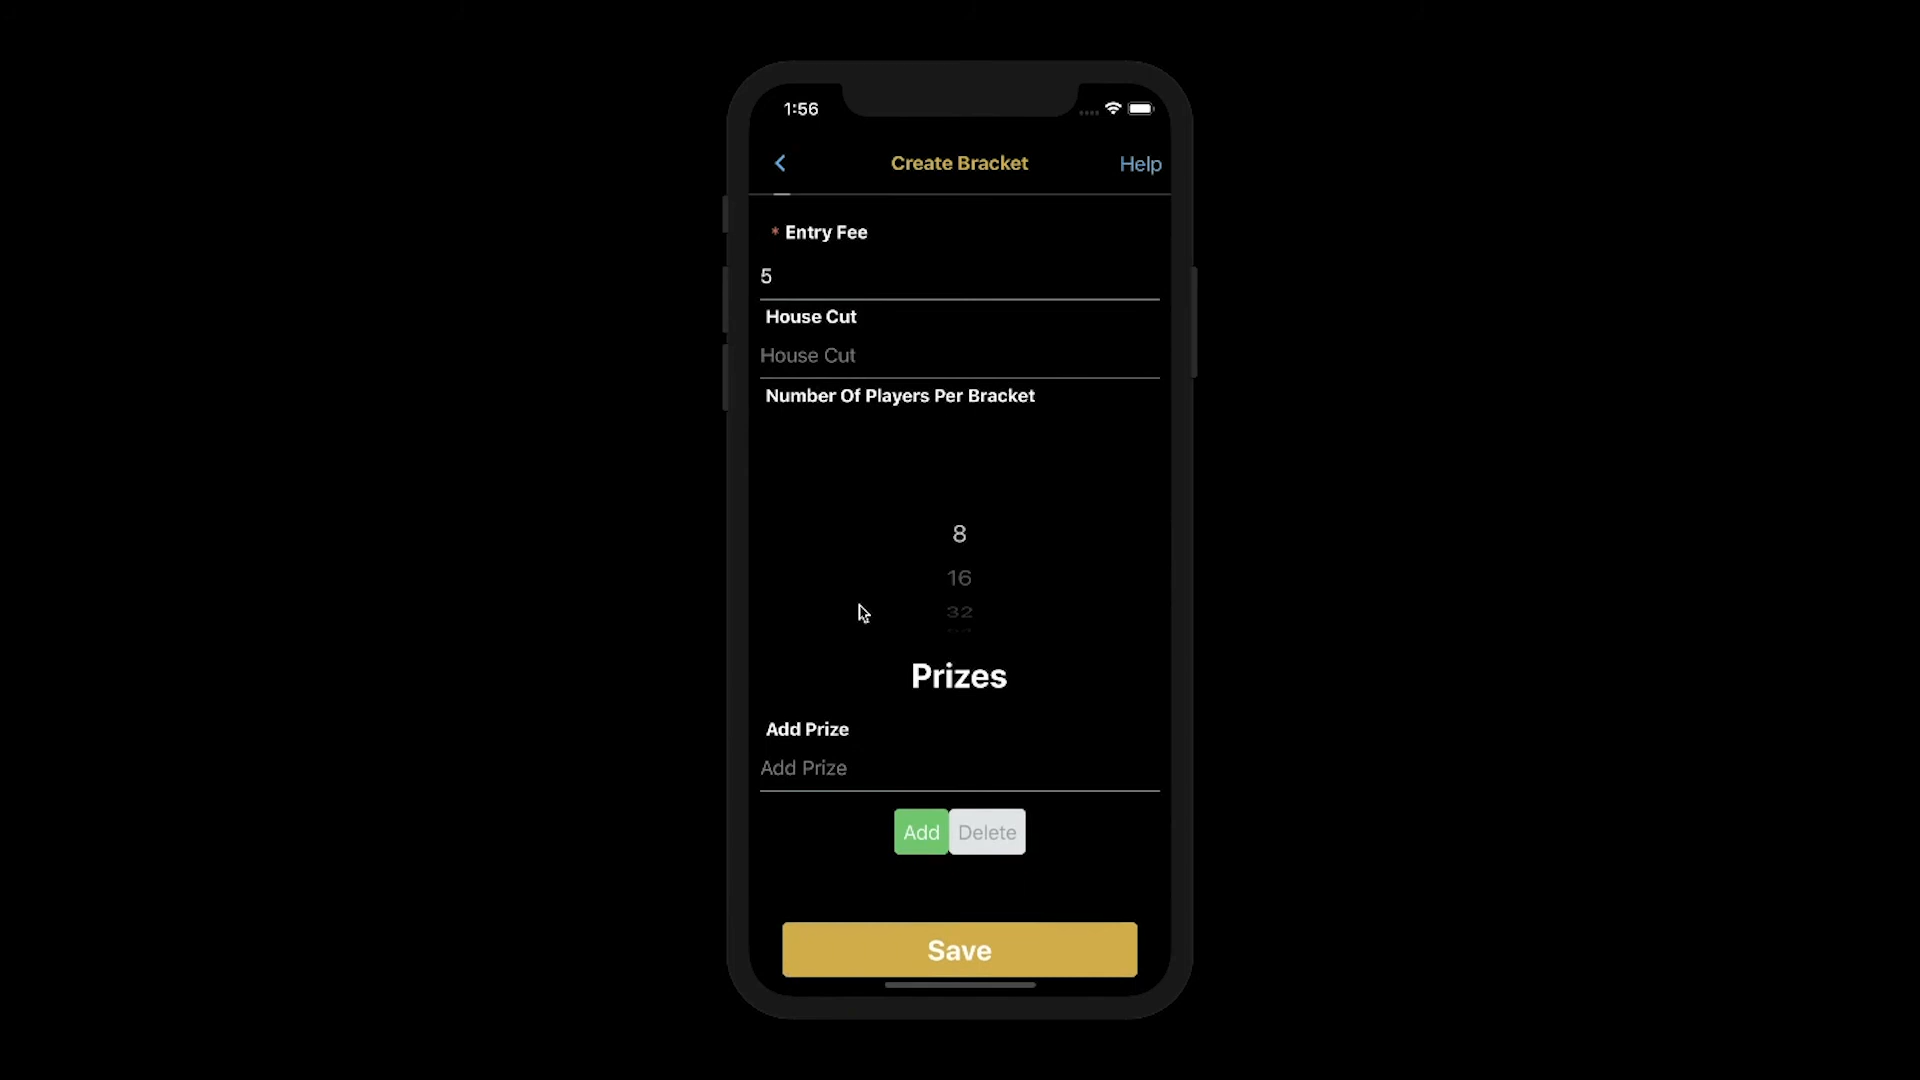 1:56
Create Bracket
Help
* Entry Fee
5
House Cut
House Cut
Number Of Players Per Bracket
8
16
32
Prizes
Add Prize
Add Prize
Add Delete
Save